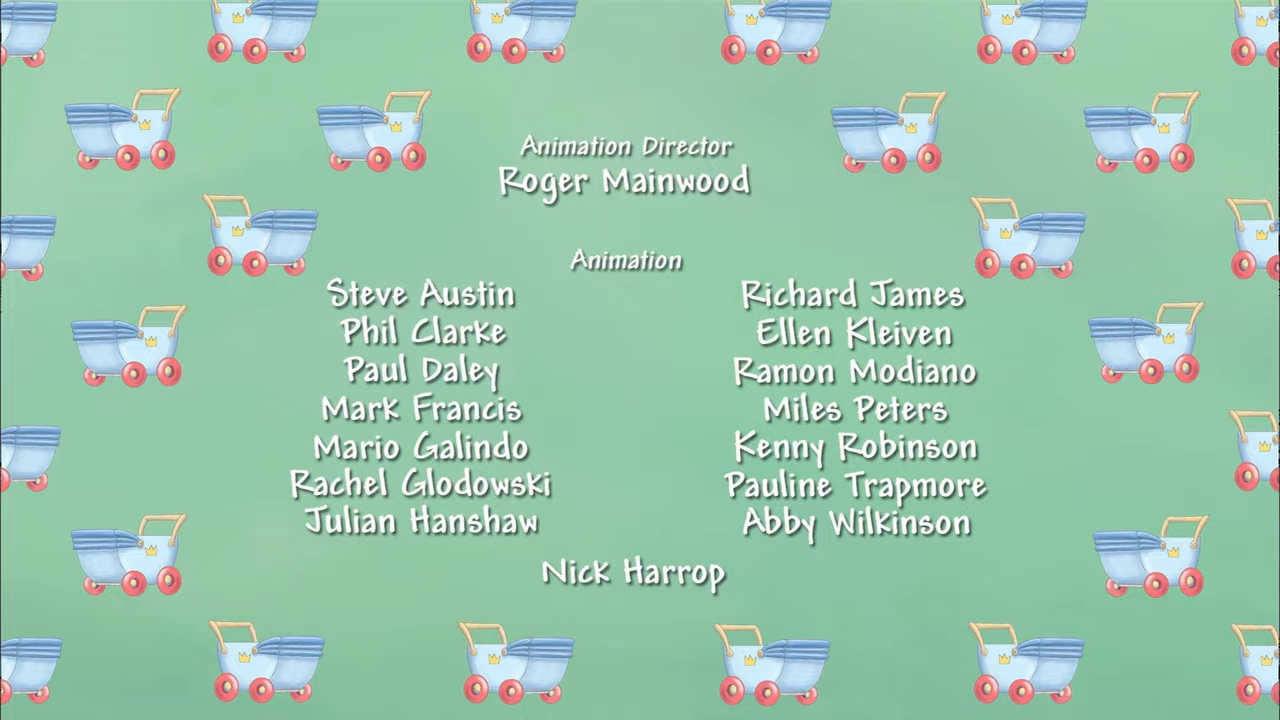 Animation Director
Roger Mainwood
Animation
Steve Austin
Phil Clarke
Paul Daley
Mark Francis
Mario Galindo
Rachel Glodowski
Julian Hanshaw
Richard James
Ellen Kleiven
Ramon Modiano
Miles Peters
Kenny Robinson
Pauline Trapmore
Abby Wilkinson
Nick Harrop